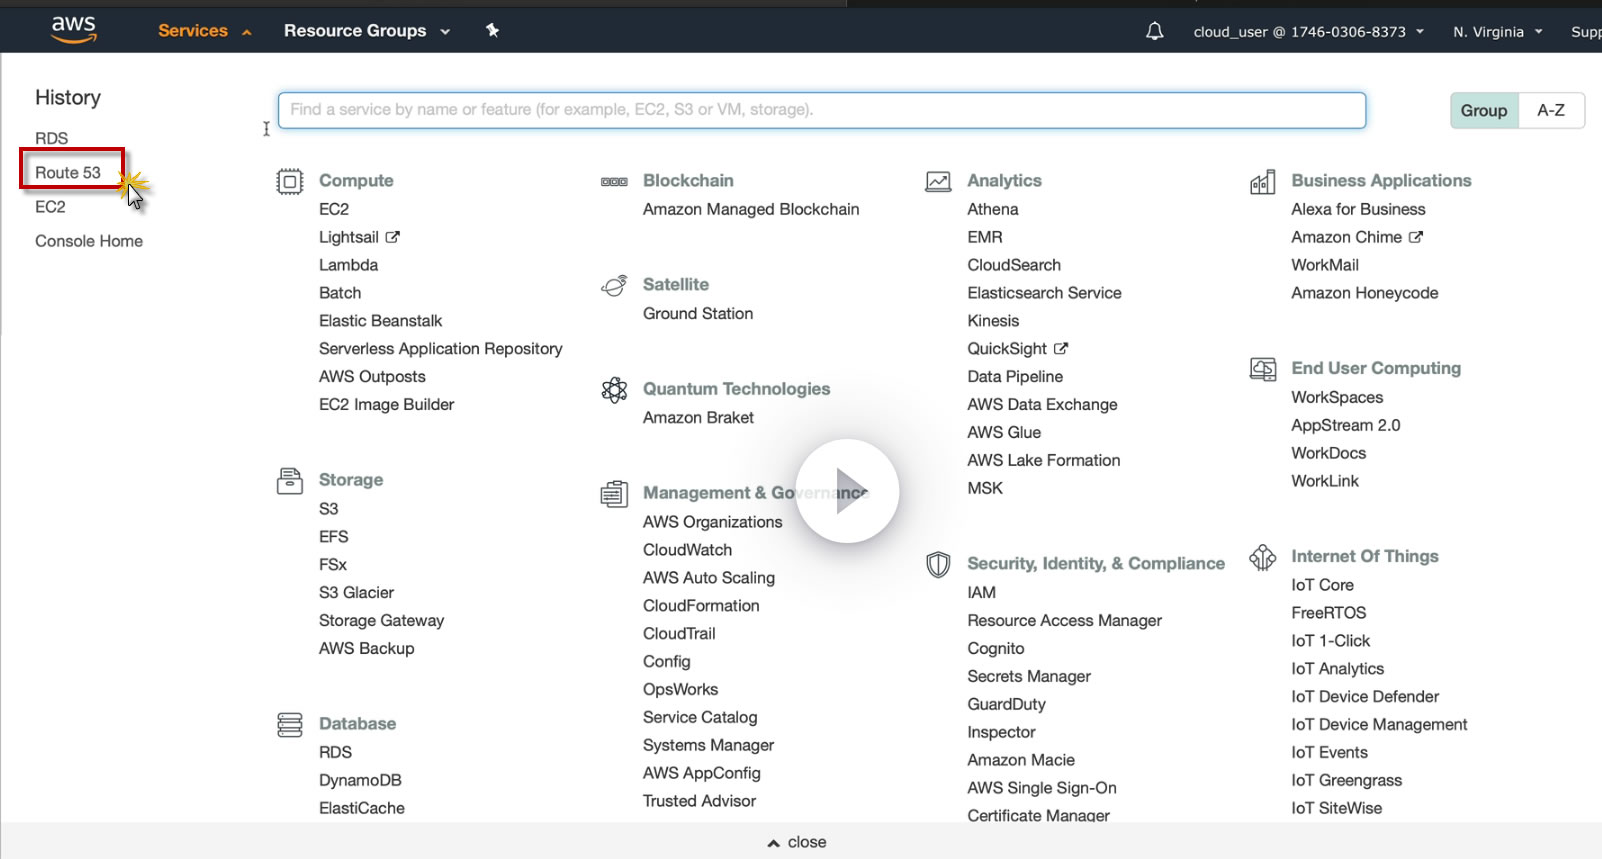 aws Services Resource Groups cloud_user @ 1746-0306-8373 N. Virginia Supp
History
RDS
Route 53
EC2
Console Home
Find a service by name or feature (for example, EC2, S3 or VM, storage).
Group A-Z
Compute
EC2
Lightsail
Lambda
Batch
Elastic Beanstalk
Serverless Application Repository
AWS Outposts
EC2 Image Builder
Storage
S3
EFS
FSx
S3 Glacier
Storage Gateway
AWS Backup
Database
RDS
DynamoDB
ElastiCache
Blockchain
Amazon Managed Blockchain
Satellite
Ground Station
Quantum Technologies
Amazon Braket
Management & Governance
AWS Organizations
CloudWatch
AWS Auto Scaling
CloudFormation
CloudTrail
Config
OpsWorks
Service Catalog
Systems Manager
AWS AppConfig
Trusted Advisor
Analytics
Athena
EMR
CloudSearch
Elasticsearch Service
Kinesis
QuickSight
Data Pipeline
AWS Data Exchange
AWS Glue
AWS Lake Formation
MSK
Security, Identity, & Compliance
IAM
Resource Access Manager
Cognito
Secrets Manager
GuardDuty
Inspector
Amazon Macie
AWS Single Sign-On
Certificate Manager
Business Applications
Alexa for Business
Amazon Chime
WorkMail
Amazon Honeycode
End User Computing
WorkSpaces
AppStream 2.0
WorkDocs
WorkLink
Internet Of Things
IoT Core
FreeRTOS
IoT 1-Click
IoT Analytics
IoT Device Defender
IoT Device Management
IoT Events
IoT Greengrass
IoT SiteWise
close